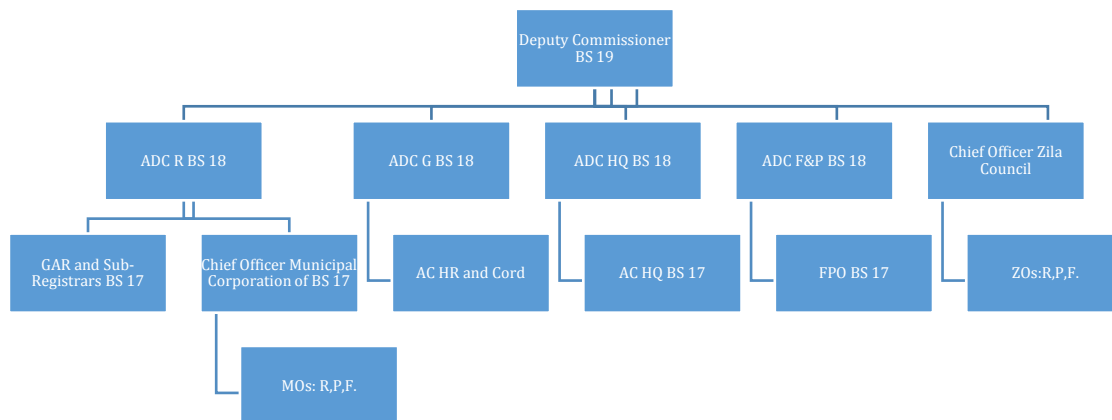 Deputy Commissioner
BS 19
ADC R BS 18
ADC G BS 18
ADC HQ BS 18
ADC F&P BS 18
Chief Officer Zila
Council
GAR and Sub-
Registrars BS 17
Chief Officer Municipal
Corporation of BS 17
AC HR and Cord
AC HQ BS 17
FPO BS 17
ZOs:R,P,F.
MOs: R,P,F.